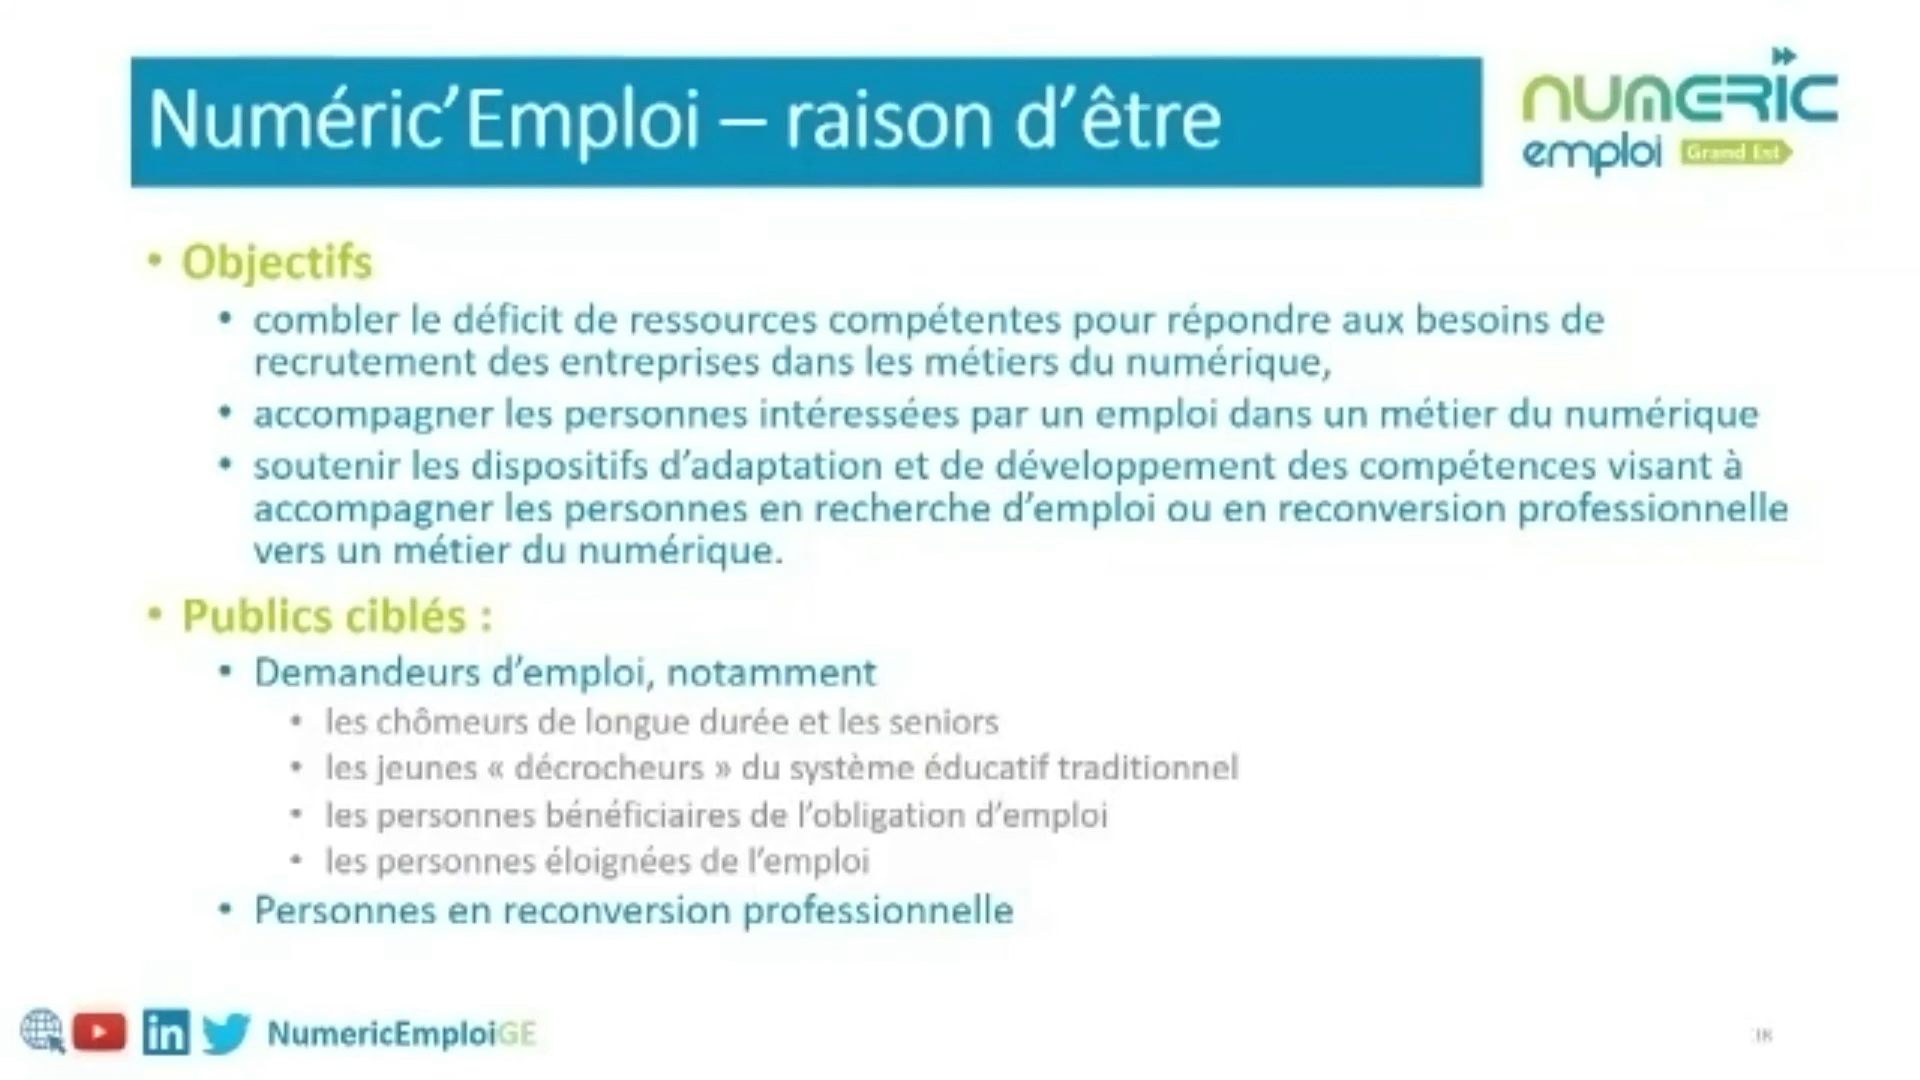 Numéric’Emploi – raison d’être
NUMERIC
emploi Grand Est
• Objectifs
• combler le déficit de ressources compétentes pour répondre aux besoins de
recrutement des entreprises dans les métiers du numérique,
• accompagner les personnes intéressées par un emploi dans un métier du numérique
• soutenir les dispositifs d’adaptation et de développement des compétences visant à
accompagner les personnes en recherche d’emploi ou en reconversion professionnelle
vers un métier du numérique.
• Publics ciblés :
• Demandeurs d’emploi, notamment
• les chômeurs de longue durée et les seniors
• les jeunes « décrocheurs » du système éducatif traditionnel
• les personnes bénéficiaires de l’obligation d’emploi
• les personnes éloignées de l’emploi
• Personnes en reconversion professionnelle
in NumericEmploiGE